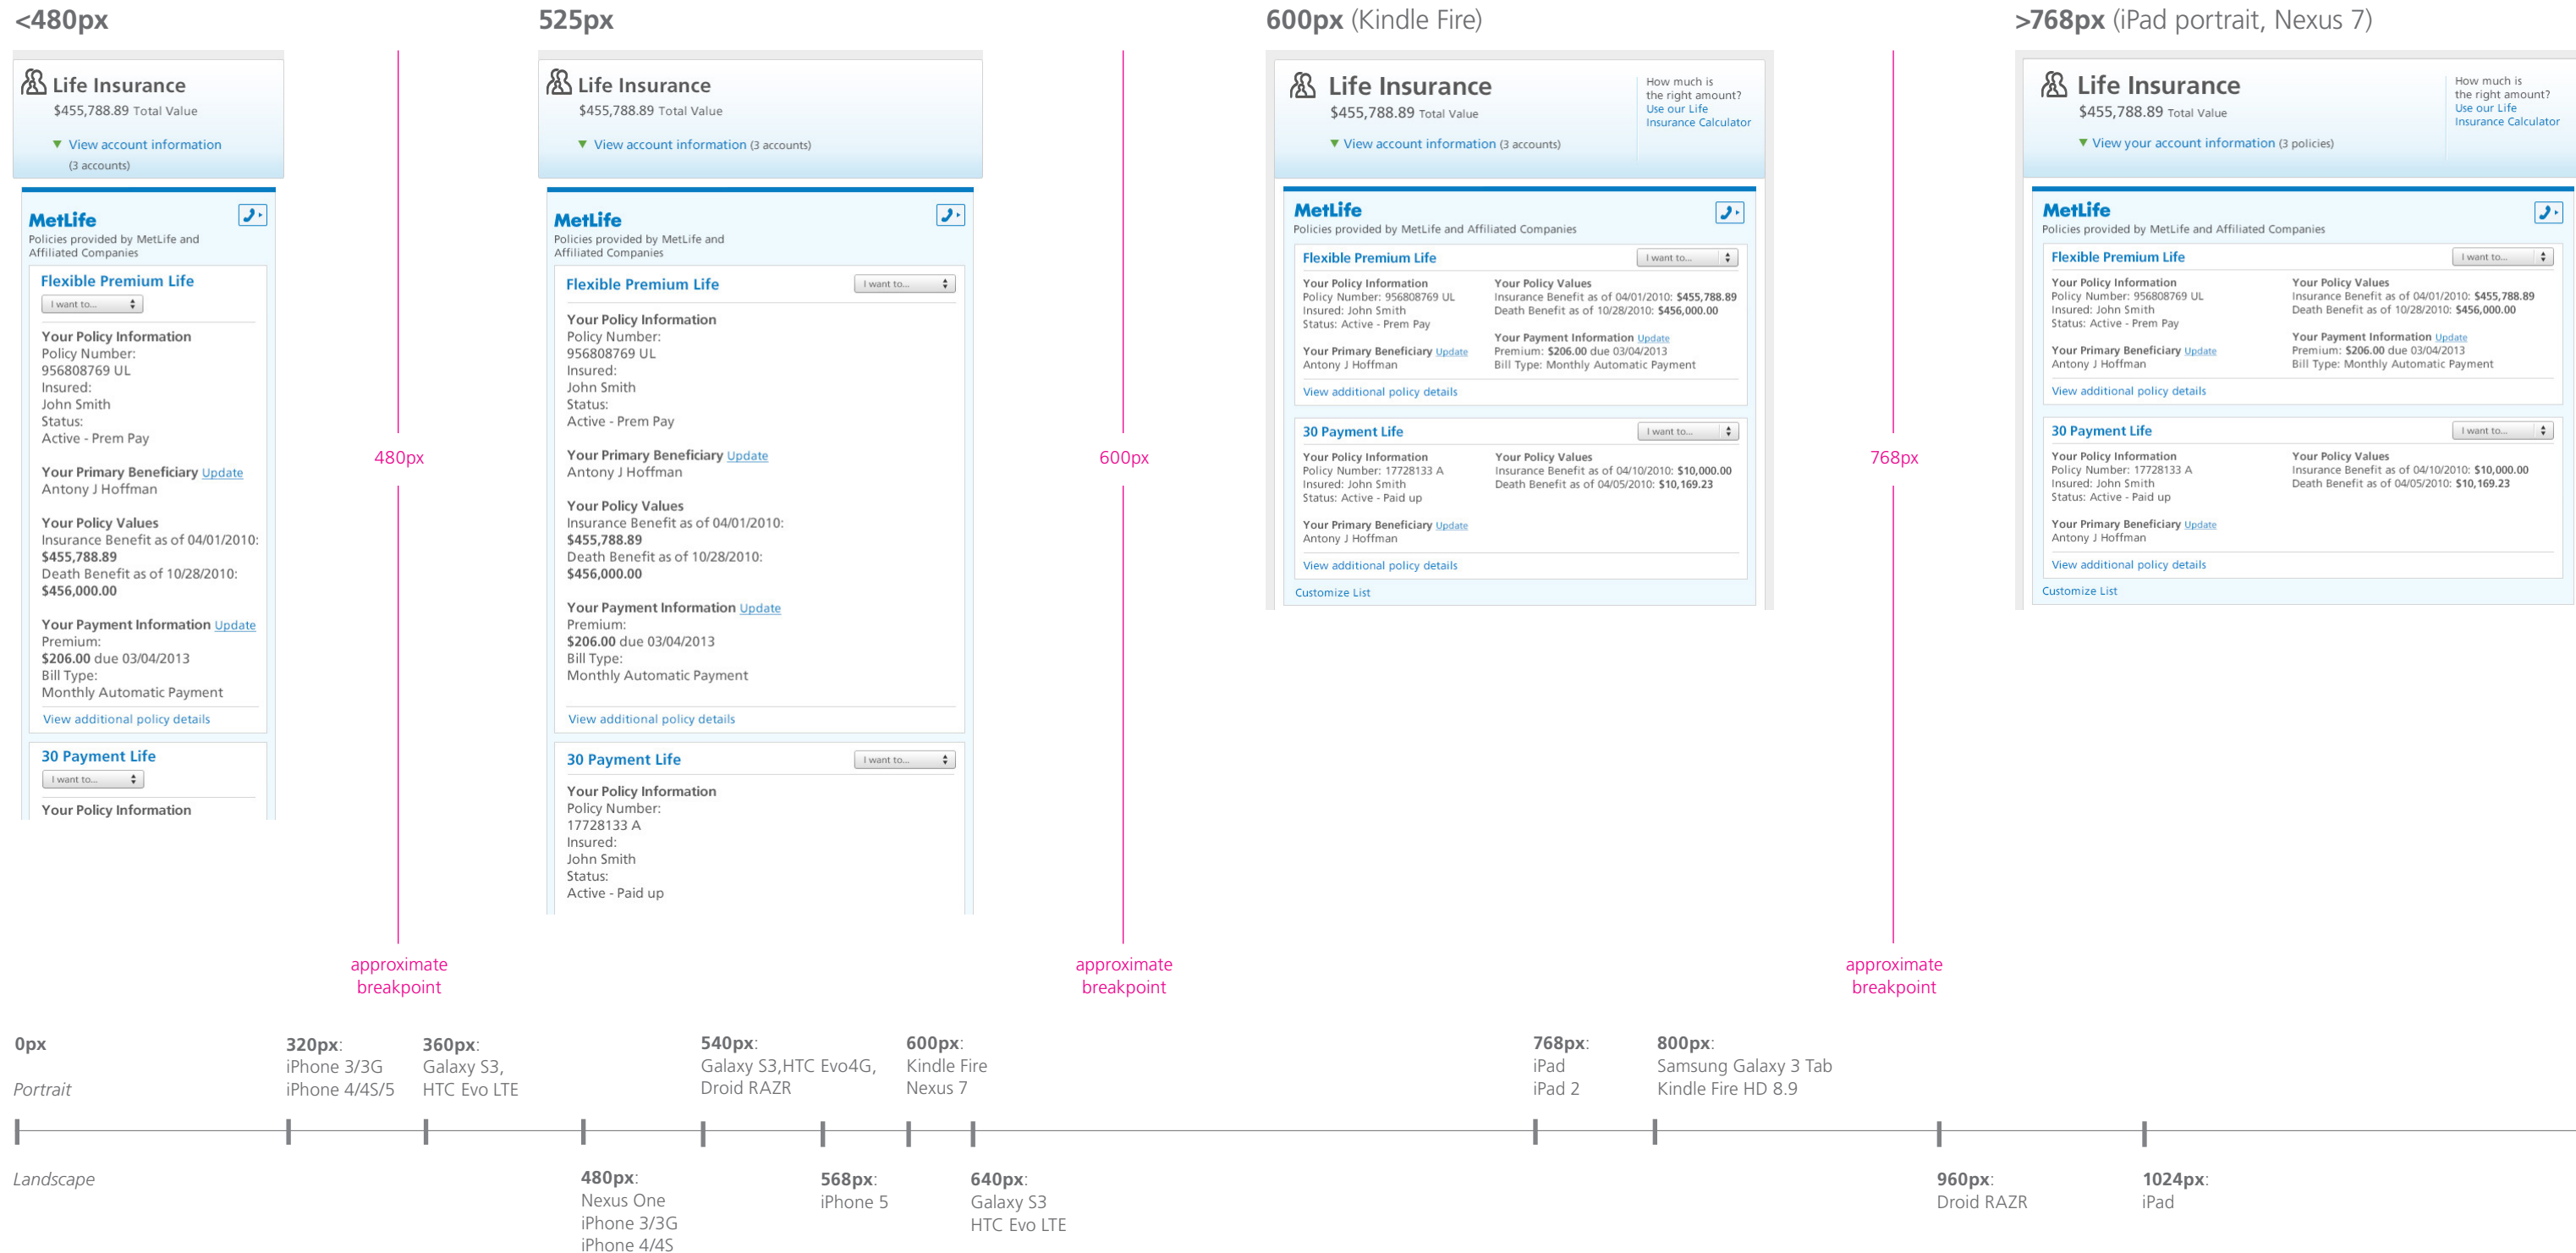 <480px
Life Insurance
$455,788.89 Total Value
View account information
(3 accounts)
MetLife
Policies provided by MetLife and
Affiliated Companies
Flexible Premium Life
I want to...
Your Policy Information
Policy Number:
956808769 UL
Insured:
John Smith
Status:
Active - Prem Pay
Your Primary Beneficiary Update
Antony J Hoffman
Your Policy Values
Insurance Benefit as of 04/01/2010:
$455,788.89
Death Benefit as of 10/28/2010:
$456,000.00
Your Payment Information Update
Premium:
$206.00 due 03/04/2013
Bill Type:
Monthly Automatic Payment
View additional policy details
30 Payment Life
I want to...
Your Policy Information
480px
approximate
breakpoint
525px
Life Insurance
$455,788.89 Total Value
View account information (3 accounts)
MetLife
Policies provided by MetLife and
Affiliated Companies
Flexible Premium Life
I want to...
Your Policy Information
Policy Number:
956808769 UL
Insured:
John Smith
Status:
Active - Prem Pay
Your Primary Beneficiary Update
Antony J Hoffman
Your Policy Values
Insurance Benefit as of 04/01/2010:
$455,788.89
Death Benefit as of 10/28/2010:
$456,000.00
Your Payment Information Update
Premium:
$206.00 due 03/04/2013
Bill Type:
Monthly Automatic Payment
View additional policy details
30 Payment Life
I want to...
Your Policy Information
Policy Number:
17728133 A
Insured:
John Smith
Status:
Active - Paid up
600px
approximate
breakpoint
600px (Kindle Fire)
Life Insurance
$455,788.89 Total Value
View account information (3 accounts)
How much is
the right amount?
Use our Life
Insurance Calculator
MetLife
Policies provided by MetLife and Affiliated Companies
Flexible Premium Life
I want to...
Your Policy Information
Policy Number: 956808769 UL
Insured: John Smith
Status: Active - Prem Pay
Your Primary Beneficiary Update
Antony J Hoffman
Your Policy Values
Insurance Benefit as of 04/01/2010: $455,788.89
Death Benefit as of 10/28/2010: $456,000.00
Your Payment Information Update
Premium: $206.00 due 03/04/2013
Bill Type: Monthly Automatic Payment
View additional policy details
30 Payment Life
I want to...
Your Policy Information
Policy Number: 17728133 A
Insured: John Smith
Status: Active - Paid up
Your Primary Beneficiary Update
Antony J Hoffman
Your Policy Values
Insurance Benefit as of 04/10/2010: $10,000.00
Death Benefit as of 04/05/2010: $10,169.23
View additional policy details
Customize List
768px
approximate
breakpoint
>768px (iPad portrait, Nexus 7)
Life Insurance
$455,788.89 Total Value
View your account information (3 policies)
How much is
the right amount?
Use our Life
Insurance Calculator
MetLife
Policies provided by MetLife and Affiliated Companies
Flexible Premium Life
I want to...
Your Policy Information
Policy Number: 956808769 UL
Insured: John Smith
Status: Active - Prem Pay
Your Primary Beneficiary Update
Antony J Hoffman
Your Policy Values
Insurance Benefit as of 04/01/2010: $455,788.89
Death Benefit as of 10/28/2010: $456,000.00
Your Payment Information Update
Premium: $206.00 due 03/04/2013
Bill Type: Monthly Automatic Payment
View additional policy details
30 Payment Life
I want to...
Your Policy Information
Policy Number: 17728133 A
Insured: John Smith
Status: Active - Paid up
Your Primary Beneficiary Update
Antony J Hoffman
Your Policy Values
Insurance Benefit as of 04/10/2010: $10,000.00
Death Benefit as of 04/05/2010: $10,169.23
View additional policy details
Customize List
0px
Portrait
320px:
iPhone 3/3G
iPhone 4/4S/5
360px:
Galaxy S3,
HTC Evo LTE
540px:
Galaxy S3,HTC Evo4G,
Droid RAZR
600px:
Kindle Fire
Nexus 7
768px:
iPad
iPad 2
800px:
Samsung Galaxy 3 Tab
Kindle Fire HD 8.9
Landscape
480px:
Nexus One
iPhone 3/3G
iPhone 4/4S
568px:
iPhone 5
640px:
Galaxy S3
HTC Evo LTE
960px:
Droid RAZR
1024px:
iPad